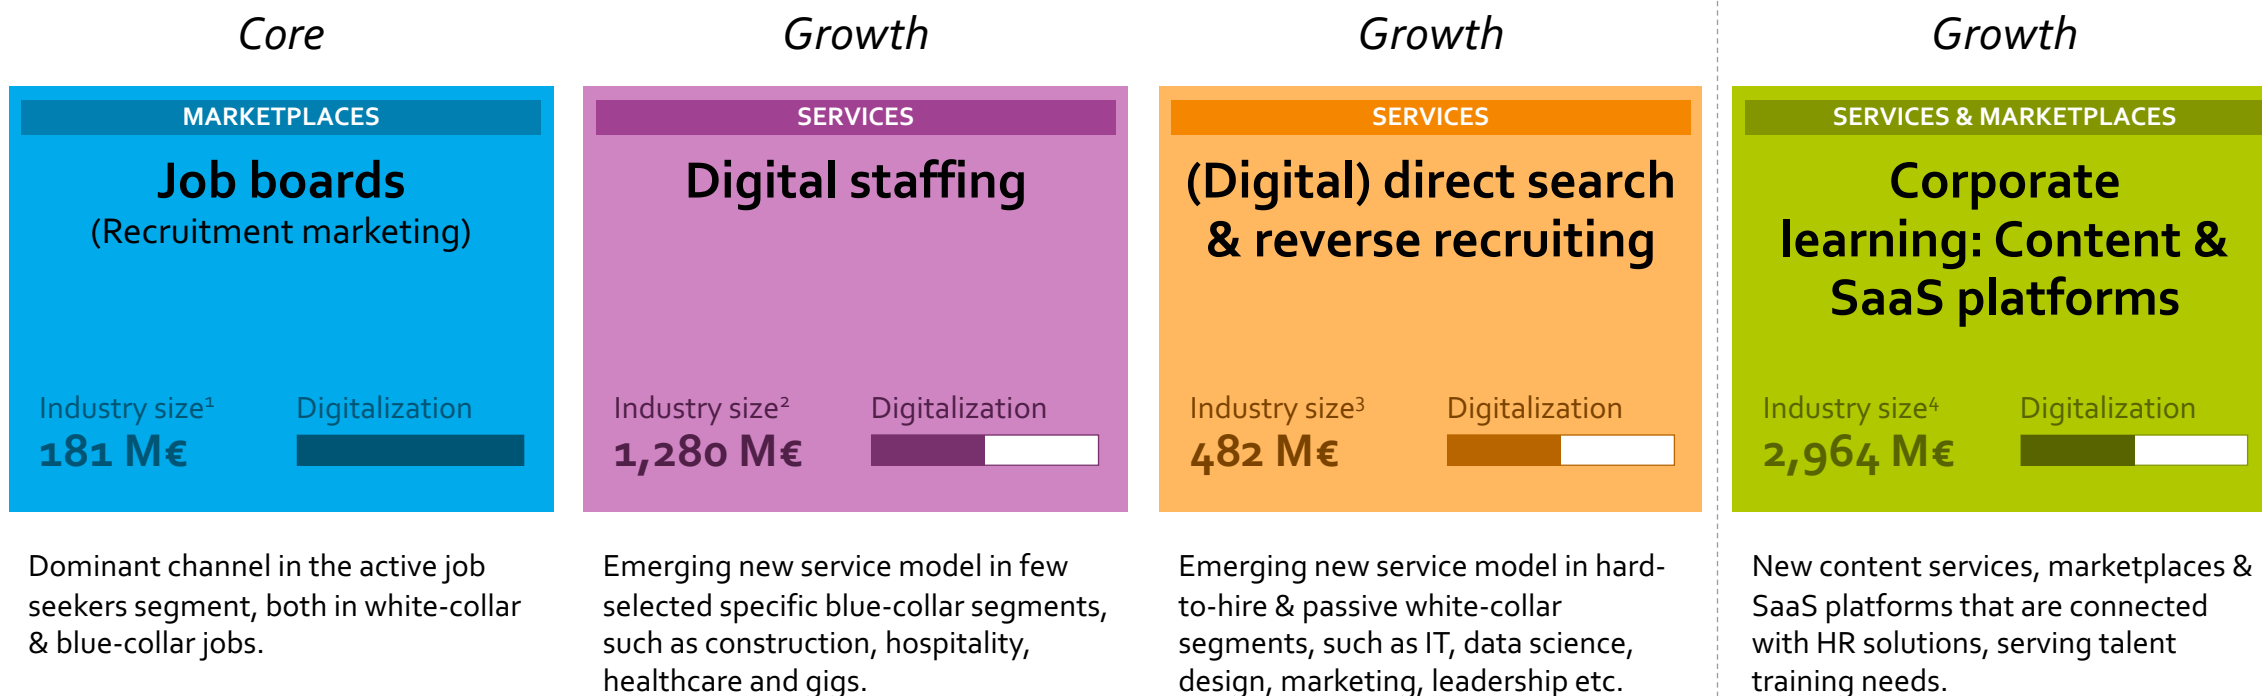 Core
MARKETPLACES
Job boards
(Recruitment marketing)
Industry size¹
Digitalization
181 M€
Dominant channel in the active job
seekers segment, both in white-collar
& blue-collar jobs.
Growth
SERVICES
Digital staffing
Industry size²
Digitalization
1,280 M€
Emerging new service model in few
selected specific blue-collar segments,
such as construction, hospitality,
healthcare and gigs.
Growth
SERVICES
(Digital) direct search
& reverse recruiting
Industry size³
Digitalization
482 M€
Emerging new service model in hard-
to-hire & passive white-collar
segments, such as IT, data science,
design, marketing, leadership etc.
Growth
SERVICES & MARKETPLACES
Corporate
learning: Content &
SaaS platforms
Industry size⁴
Digitalization
2,964 M€
New content services, marketplaces &
SaaS platforms that are connected
with HR solutions, serving talent
training needs.